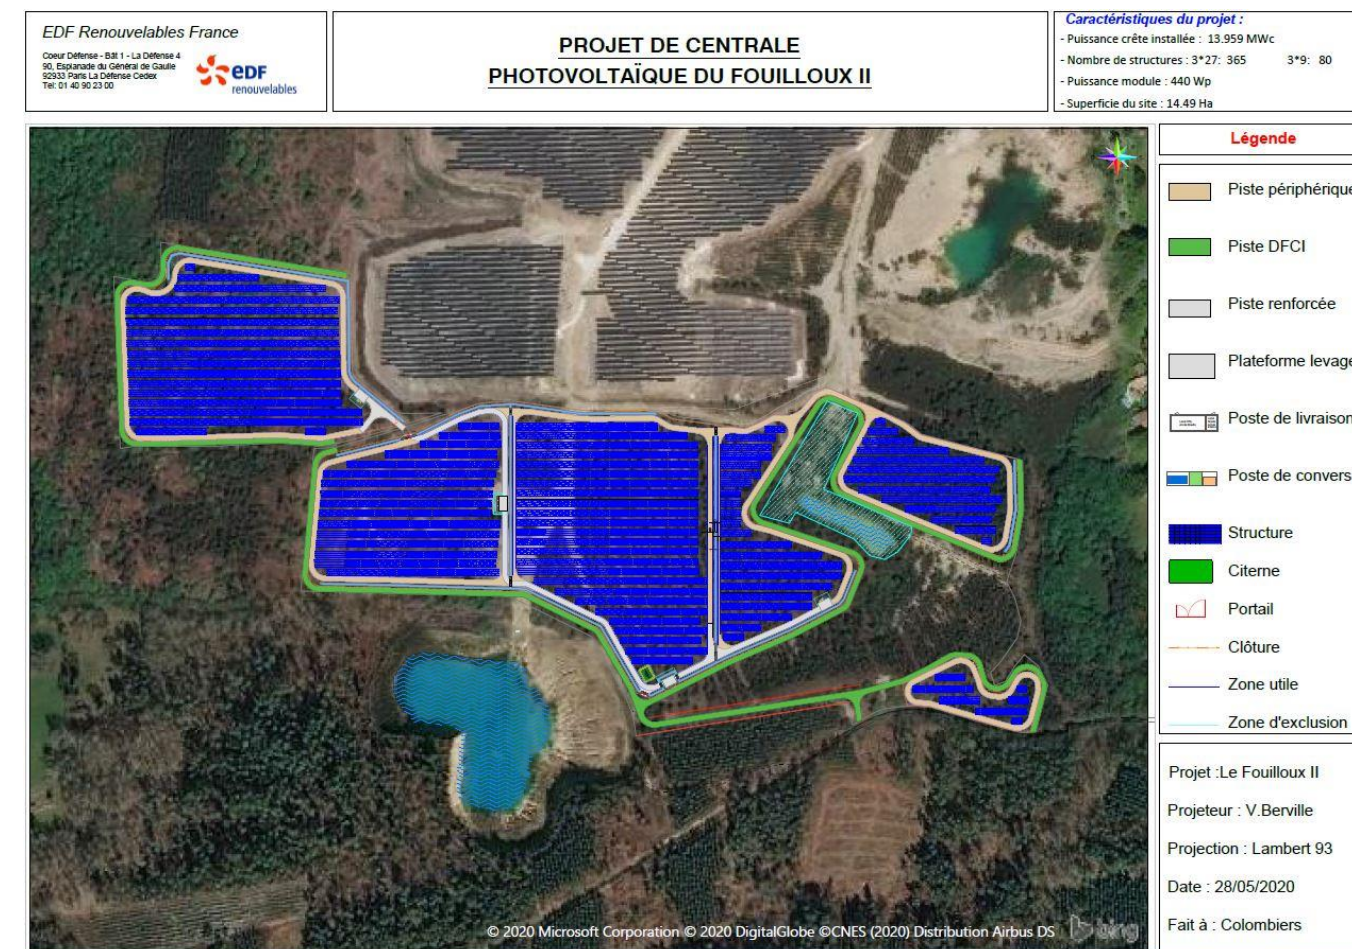 EDF Renouvelables France
Coeur Défense - Bât 1 - La Défense 4
90, Esplanade du Général de Gaulle
92933 Paris La Défense Cedex
Tel: 01 40 90 23 00
edf
renouvelables
PROJET DE CENTRALE
PHOTOVOLTAÏQUE DU FOUILLOUX II
Caractéristiques du projet :
- Puissance crête installée : 13.959 MWc
- Nombre de structures : 3*27: 365 3*9: 80
- Puissance module : 440 Wp
- Superficie du site : 14.49 Ha
Légende
Piste périphérique
Piste DFCI
Piste renforcée
Plateforme levage
Poste de livraison
Poste de convers
Structure
Citerne
Portail
Clôture
Zone utile
Zone d'exclusion
Projet :Le Fouilloux II
Projeteur : V.Berville
Projection : Lambert 93
Date : 28/05/2020
Fait à : Colombiers
© 2020 Microsoft Corporation © 2020 DigitalGlobe ©CNES (2020) Distribution Airbus DS
bing